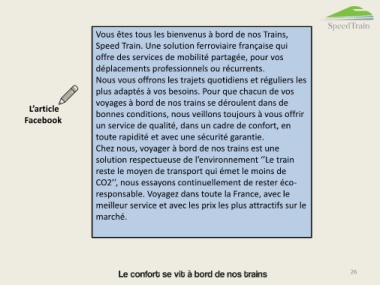 SpeedTrain
Vous êtes tous les bienvenus à bord de nos Trains,
Speed Train. Une solution ferroviaire française qui
offre des services de mobilité partagée, pour vos
déplacements professionnels ou récurrents.
Nous vous offrons les trajets quotidiens et réguliers les
plus adaptés à vos besoins. Pour que chacun de vos
voyages à bord de nos trains se déroulent dans de
bonnes conditions, nous veillons toujours à vous offrir
un service de qualité, dans un cadre de confort, en
toute rapidité et avec une sécurité garantie.
Chez nous, voyager à bord de nos trains est une
solution respectueuse de l'environnement ‘’Le train
reste le moyen de transport qui émet le moins de
CO2’’, nous essayons continuellement de rester éco-
responsable. Voyagez dans toute la France, avec le
meilleur service et avec les prix les plus attractifs sur le
marché.
L’article
Facebook
Le confort se vit à bord de nos trains
26